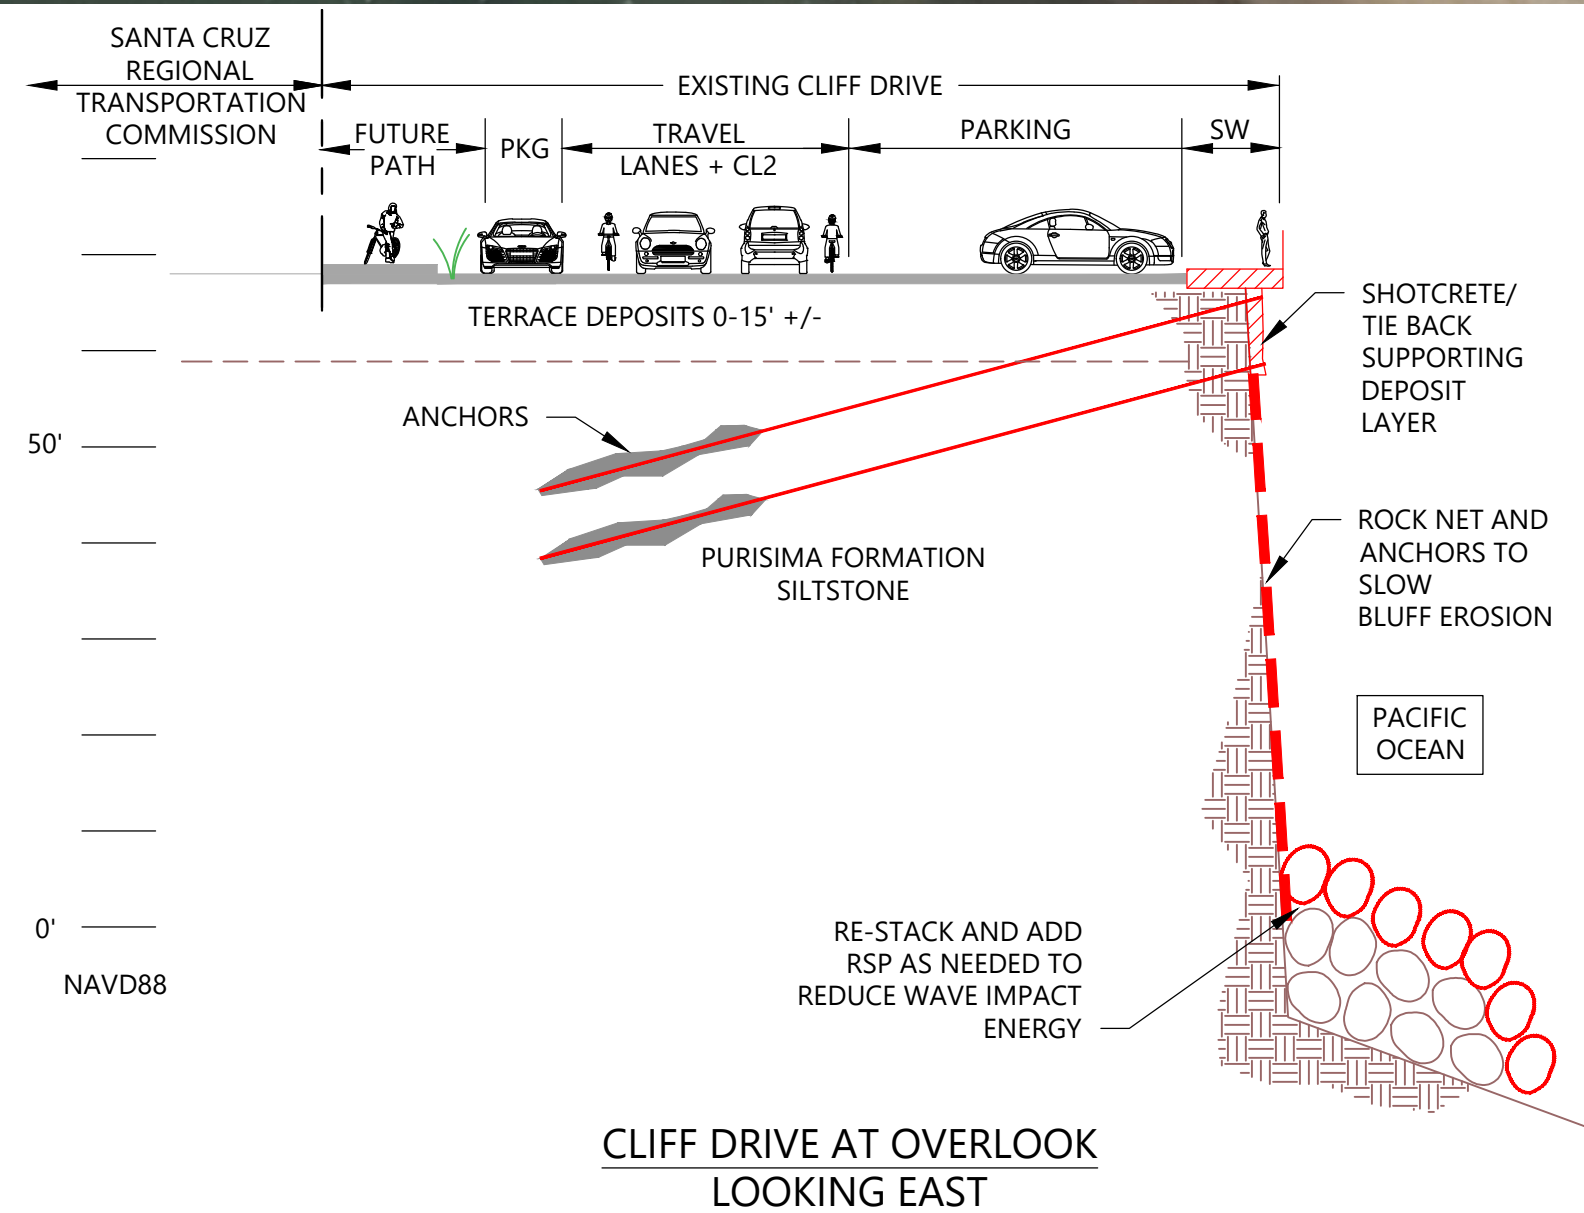 SANTA CRUZ
REGIONAL
TRANSPORTATION
COMMISSION
EXISTING CLIFF DRIVE
FUTURE
PATH
PKG
TRAVEL
LANES + CL2
PARKING
SW
TERRACE DEPOSITS 0-15' +/-
SHOTCRETE/
TIE BACK
SUPPORTING
DEPOSIT
LAYER
ANCHORS
50'
PURISIMA FORMATION
SILTSTONE
ROCK NET AND
ANCHORS TO
SLOW
BLUFF EROSION
PACIFIC
OCEAN
0'
NAVD88
RE-STACK AND ADD
RSP AS NEEDED TO
REDUCE WAVE IMPACT
ENERGY
CLIFF DRIVE AT OVERLOOK
LOOKING EAST